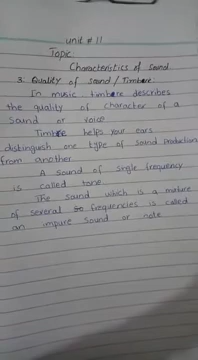 unit # 11
Topic
Characteristics of sound
3. Quality of sound / Timbre
In music timbre describes
the quality of character of a
sound or voice
Timbre helps your ears
distinguish one type of sound production
from another
A sound of single frequency
is called tone
The sound which is a mixture
of several so frequencies is called
an impure sound or note